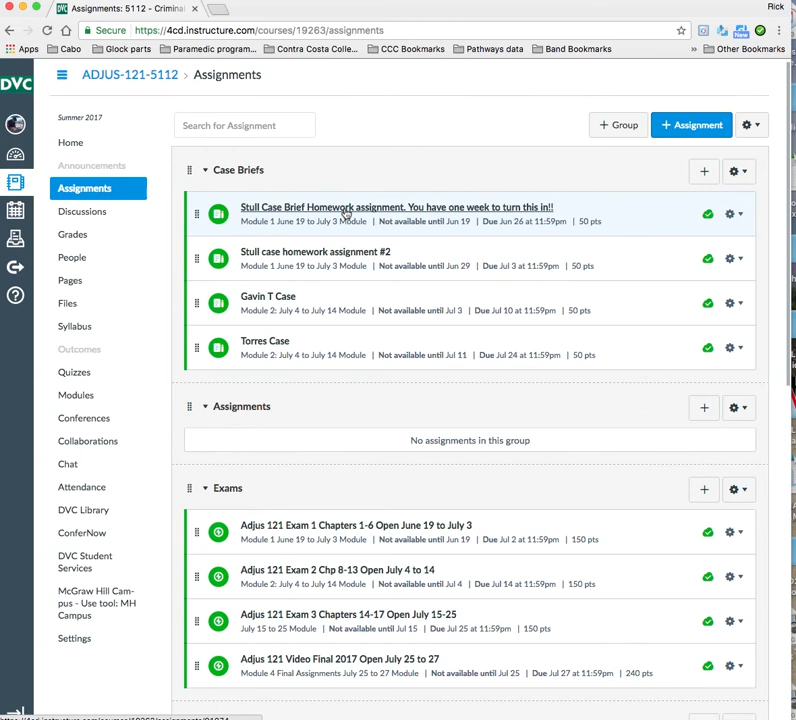 Assignments: 5112 - Criminal
Rick
Secure https://4cd.instructure.com/courses/19263/assignments
New
Apps Cabo Glock parts Paramedic program... Contra Costa Colle... CCC Bookmarks Pathways data Band Bookmarks » Other Bookmarks
DVC
ADJUS-121-5112 > Assignments
Summer 2017
Home
Announcements
Assignments
Discussions
Grades
People
Pages
Files
Syllabus
Outcomes
Quizzes
Modules
Conferences
Collaborations
Chat
Attendance
DVC Library
ConferNow
DVC Student
Services
McGraw Hill Cam-
pus - Use tool: MH
Campus
Settings
Search for Assignment
+ Group
+ Assignment
Case Briefs
Stull Case Brief Homework assignment. You have one week to turn this in!!
Module 1 June 19 to July 3 Module | Not available until Jun 19 | Due Jun 26 at 11:59pm | 50 pts
Stull case homework assignment #2
Module 1 June 19 to July 3 Module | Not available until Jun 29 | Due Jul 3 at 11:59pm | 50 pts
Gavin T Case
Module 2: July 4 to July 14 Module | Not available until Jul 3 | Due Jul 10 at 11:59pm | 50 pts
Torres Case
Module 2: July 4 to July 14 Module | Not available until Jul 11 | Due Jul 24 at 11:59pm | 50 pts
Assignments
No assignments in this group
Exams
Adjus 121 Exam 1 Chapters 1-6 Open June 19 to July 3
Module 1 June 19 to July 3 Module | Not available until Jun 19 | Due Jul 2 at 11:59pm | 150 pts
Adjus 121 Exam 2 Chp 8-13 Open July 4 to 14
Module 2: July 4 to July 14 Module | Not available until Jul 4 | Due Jul 14 at 11:59pm | 150 pts
Adjus 121 Exam 3 Chapters 14-17 Open July 15-25
July 15 to 25 Module | Not available until Jul 15 | Due Jul 25 at 11:59pm | 150 pts
Adjus 121 Video Final 2017 Open July 25 to 27
Module 4 Final Assignments July 25 to 27 Module | Not available until Jul 25 | Due Jul 27 at 11:59pm | 240 pts